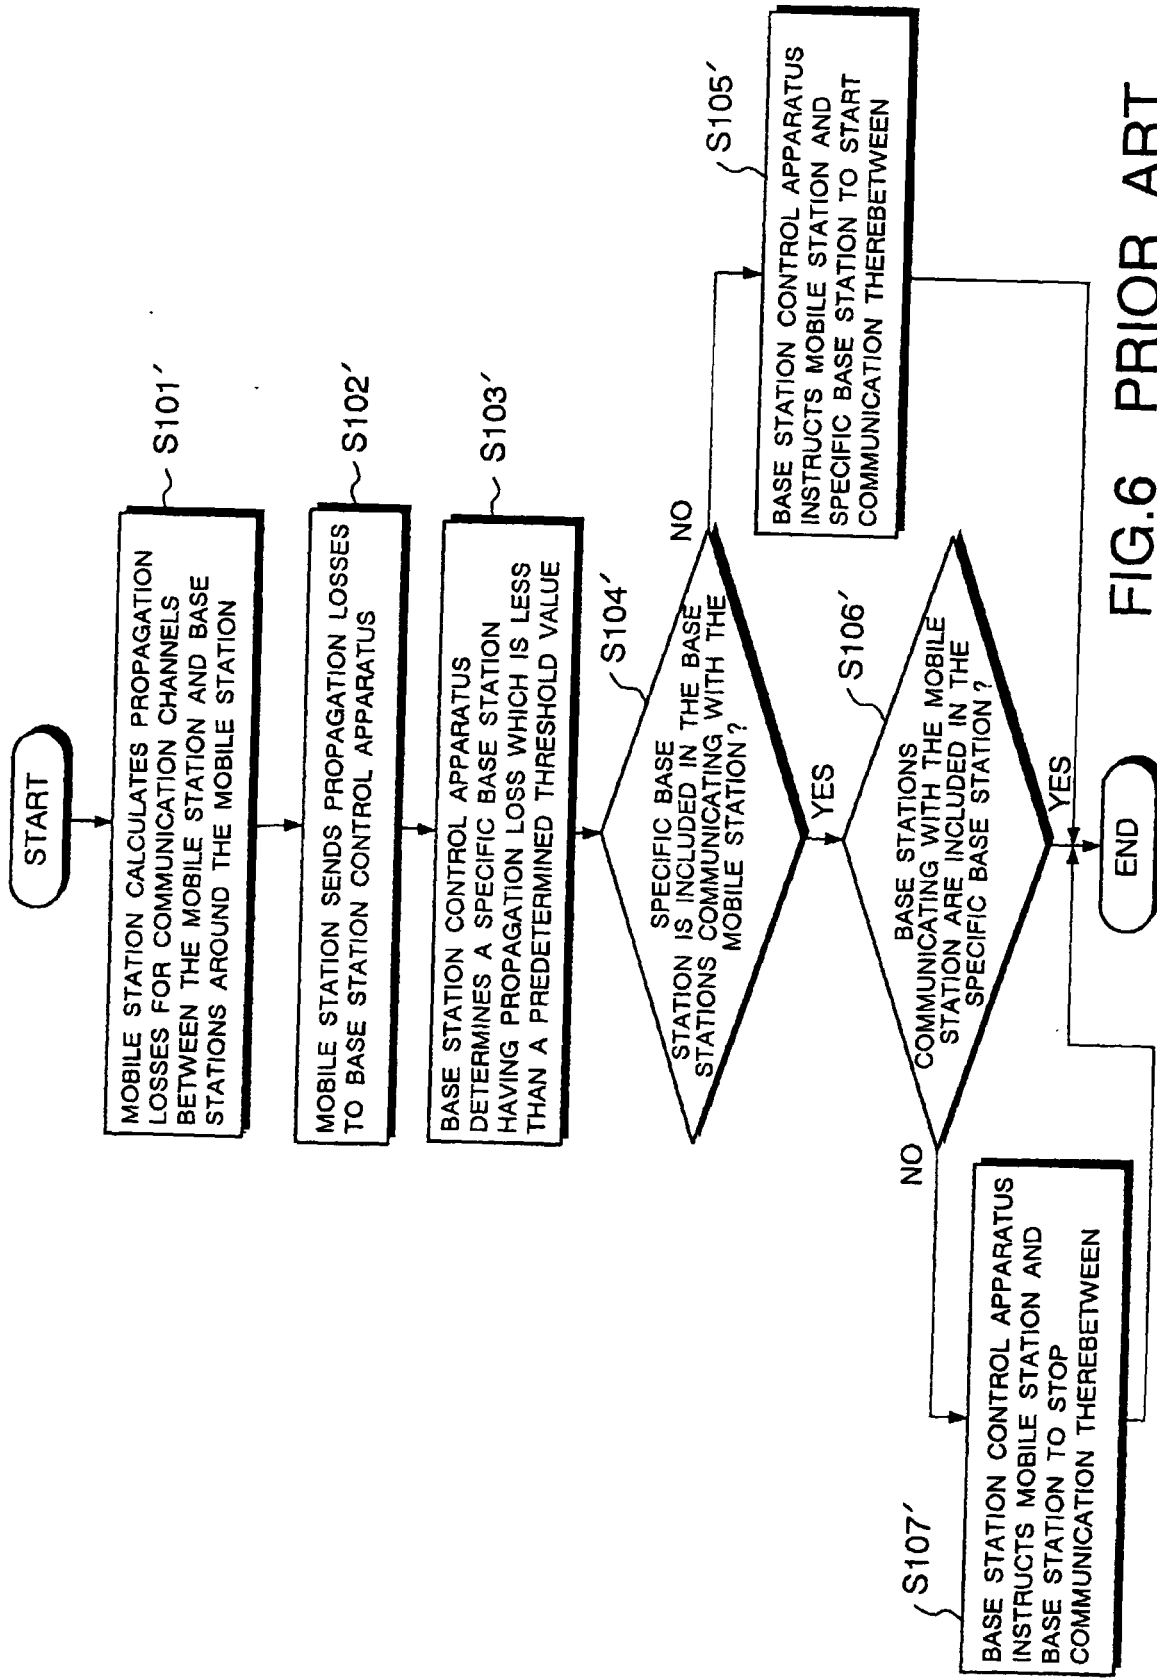 START
MOBILE STATION CALCULATES PROPAGATION
LOSSES FOR COMMUNICATION CHANNELS
BETWEEN THE MOBILE STATION AND BASE
STATIONS AROUND THE MOBILE STATION
S101′
MOBILE STATION SENDS PROPAGATION LOSSES
TO BASE STATION CONTROL APPARATUS
S102′
BASE STATION CONTROL APPARATUS
DETERMINES A SPECIFIC BASE STATION
HAVING PROPAGATION LOSS WHICH IS LESS
THAN A PREDETERMINED THRESHOLD VALUE
S103′
SPECIFIC BASE
STATION IS INCLUDED IN THE BASE
STATIONS COMMUNICATING WITH THE
MOBILE STATION?
S104′
NO
YES
BASE STATION CONTROL APPARATUS
INSTRUCTS MOBILE STATION AND
SPECIFIC BASE STATION TO START
COMMUNICATION THEREBETWEEN
S105′
BASE STATIONS
COMMUNICATING WITH THE MOBILE
STATION ARE INCLUDED IN THE
SPECIFIC BASE STATION?
S106′
NO
YES
BASE STATION CONTROL APPARATUS
INSTRUCTS MOBILE STATION AND
BASE STATION TO STOP
COMMUNICATION THEREBETWEEN
S107′
END
FIG.6 PRIOR ART